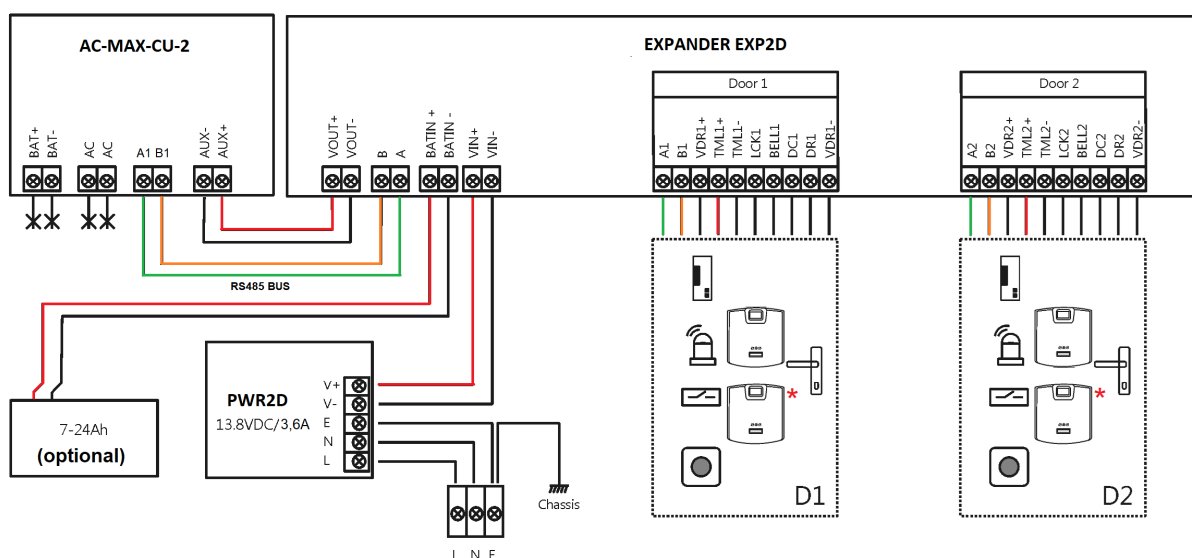 AC-MAX-CU-2
EXPANDER EXP2D
Door 1
Door 2
BAT+
BAT-
AC
AC
A1 B1
AUX-
AUX+
VOUT+
VOUT-
B
A
BATIN +
BATIN -
VIN+
VIN-
A1
B1
VDR1+
TML1+
TML1-
LCK1
BELL1
DC1
DR1
VDR1-
A2
B2
VDR2+
TML2+
TML2-
LCK2
BELL2
DC2
DR2
VDR2-
RS485 BUS
PWR2D
13.8VDC/3,6A
V+
V-
E
N
L
7-24Ah
(optional)
Chassis
L N E
*
D1
*
D2